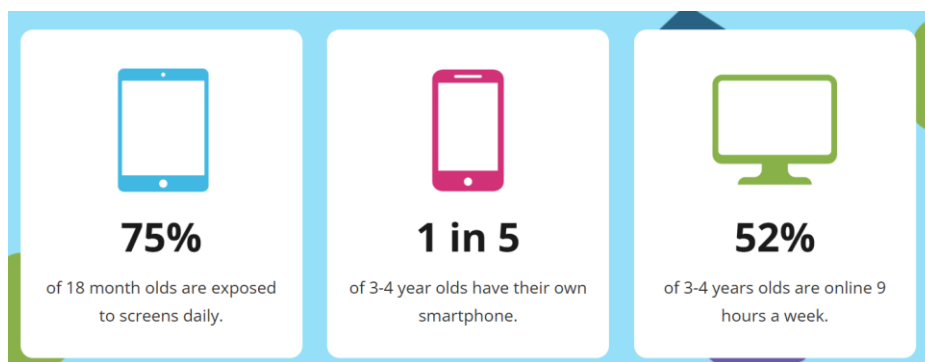 75%
of 18 month olds are exposed
to screens daily.
1 in 5
of 3-4 year olds have their own
smartphone.
52%
of 3-4 years olds are online 9
hours a week.